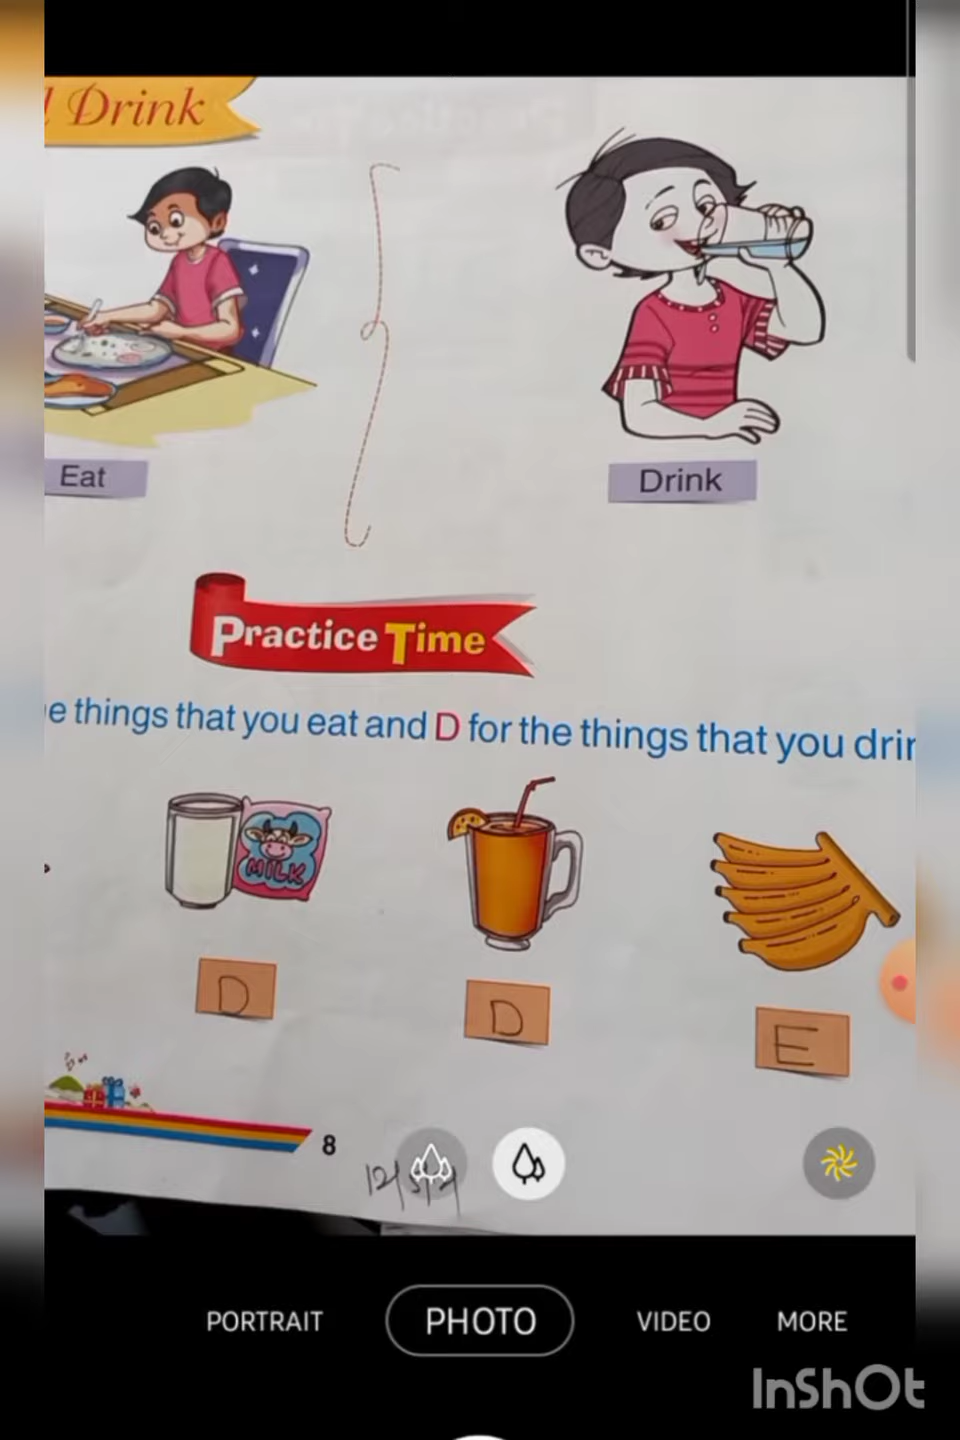 Drink
Eat
Drink
Practice Time
e things that you eat and D for the things that you drin
MILK
D
D
E
8
PORTRAIT
PHOTO
VIDEO
MORE
InShOt